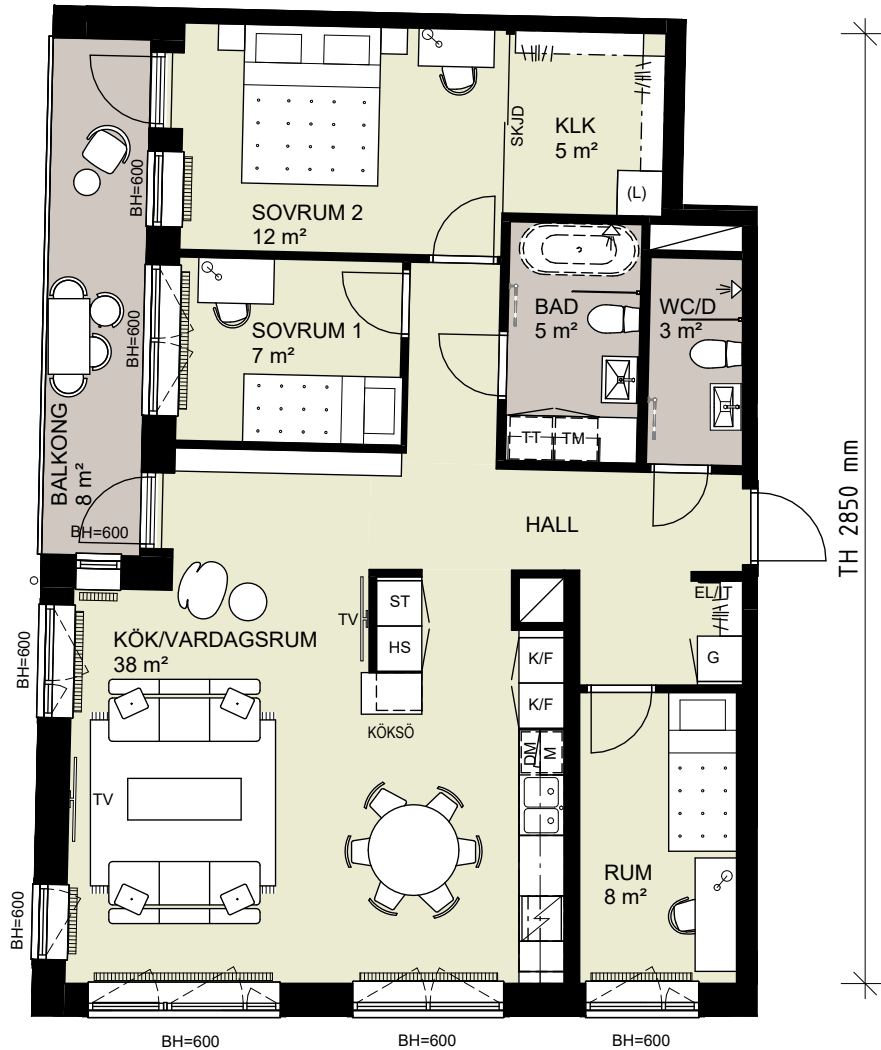 SKJD
KLK
5 m²
(L)
BH=600
SOVRUM 2
12 m²
BAD
5 m²
WC/D
3 m²
BH=600
SOVRUM 1
7 m²
BALKONG
8 m²
TT
TM
BH=600
HALL
TH 2850 mm
EL/IT
ST
TV
HS
G
KÖK/VARDAGSRUM
38 m²
K/F
K/F
BH=600
KÖKSÖ
DM
M
TV
RUM
8 m²
BH=600
BH=600
BH=600
BH=600